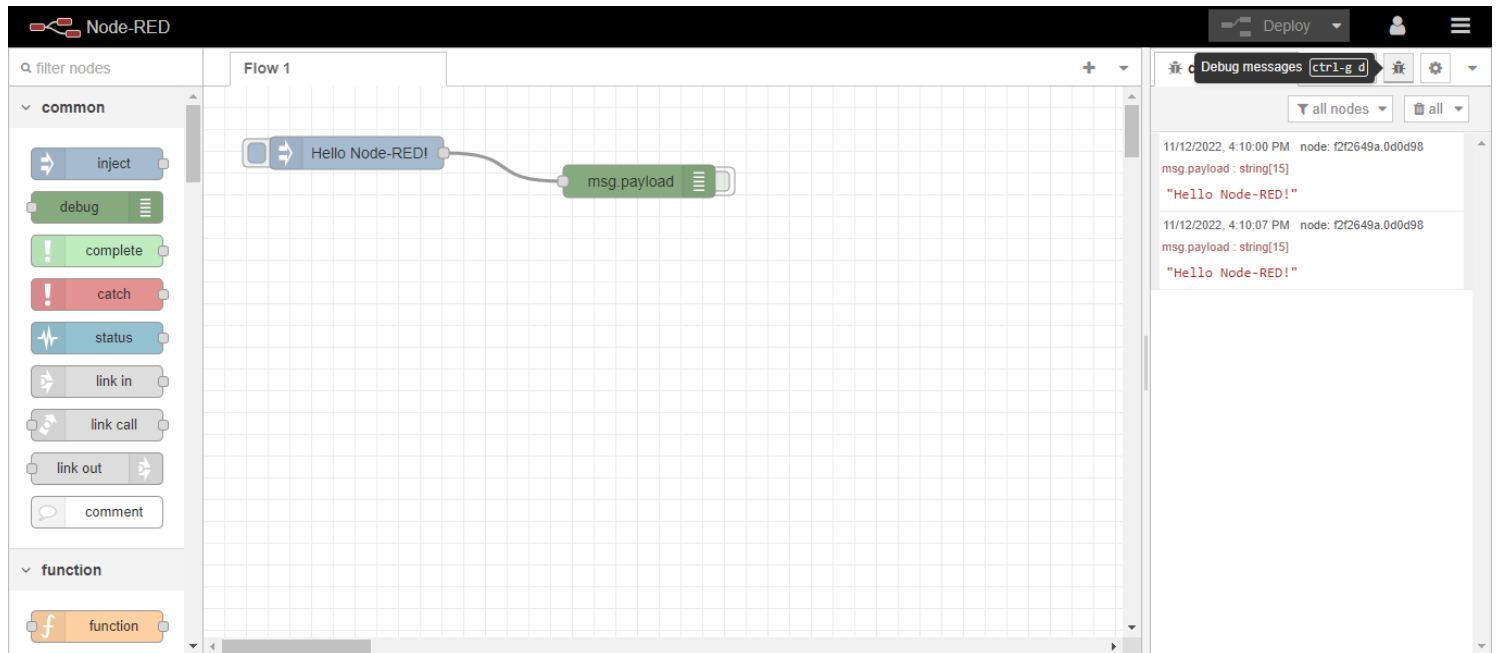 Node-RED
Deploy
filter nodes
Flow 1
Debug messages ctrl-g d
common
all nodes
all
inject
debug
complete
catch
status
link in
link call
link out
comment
function
function
Hello Node-RED!
msg.payload
11/12/2022, 4:10:00 PM node: f2f2649a.0d0d98
msg.payload : string[15]
"Hello Node-RED!"
11/12/2022, 4:10:07 PM node: f2f2649a.0d0d98
msg.payload : string[15]
"Hello Node-RED!"